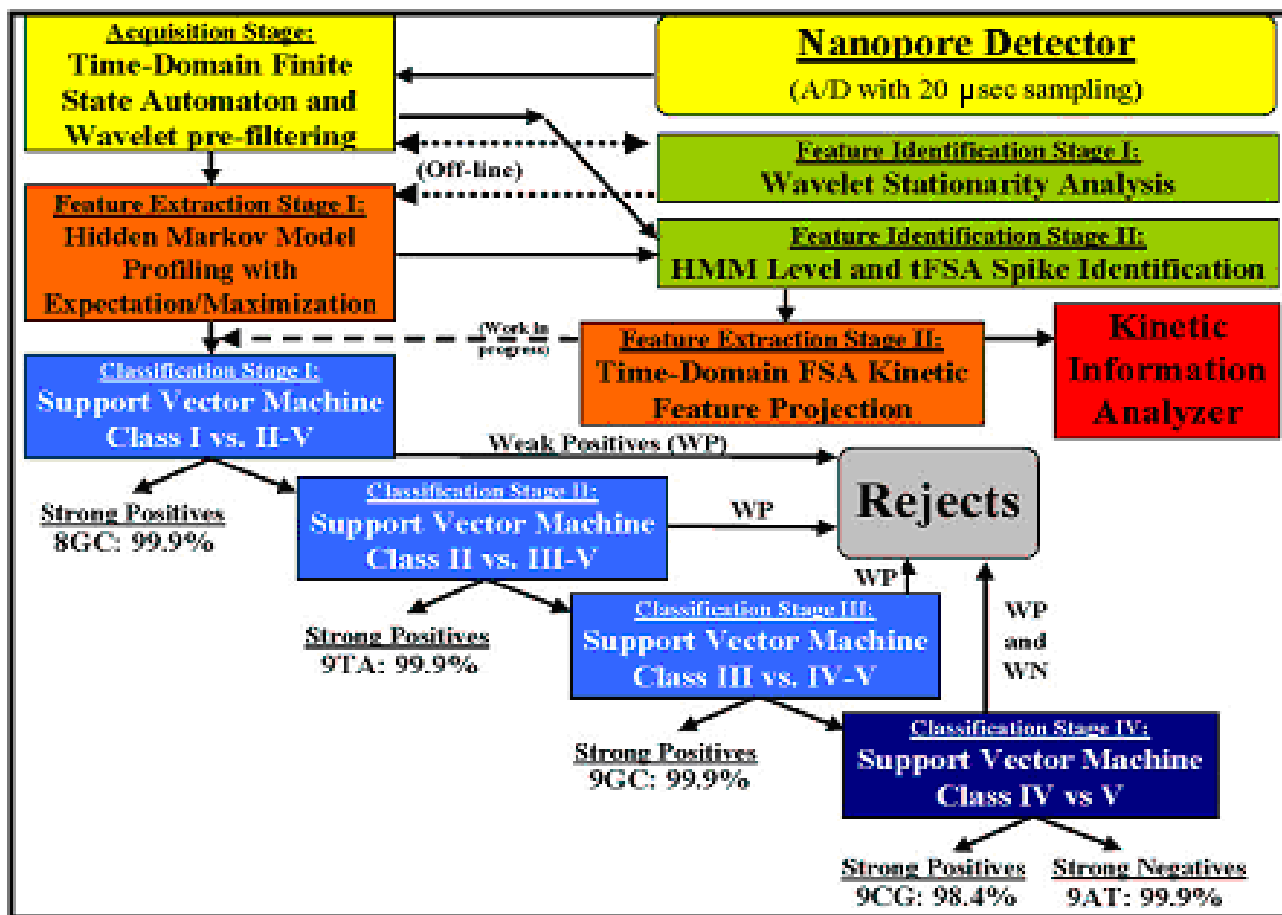 Acquisition Stage:
Time-Domain Finite
State Automaton and
Wavelet pre-filtering
Nanopore Detector
(A/D with 20 μsec sampling)
(Off-line)
Feature Identification Stage I:
Wavelet Stationarity Analysis
Feature Extraction Stage I:
Hidden Markov Model
Profiling with
Expectation/Maximization
Feature Identification Stage II:
HMM Level and tFSA Spike Identification
(Work in
progress)
Feature Extraction Stage II:
Time-Domain FSA Kinetic
Feature Projection
Kinetic
Information
Analyzer
Classification Stage I:
Support Vector Machine
Class I vs. II-V
Weak Positives (WP)
Rejects
Strong Positives
8GC: 99.9%
Classification Stage II:
Support Vector Machine
Class II vs. III-V
WP
WP
Strong Positives
9TA: 99.9%
Classification Stage III:
Support Vector Machine
Class III vs. IV-V
WP
and
WN
Strong Positives
9GC: 99.9%
Classification Stage IV:
Support Vector Machine
Class IV vs V
Strong Positives
9CG: 98.4%
Strong Negatives
9AT: 99.9%